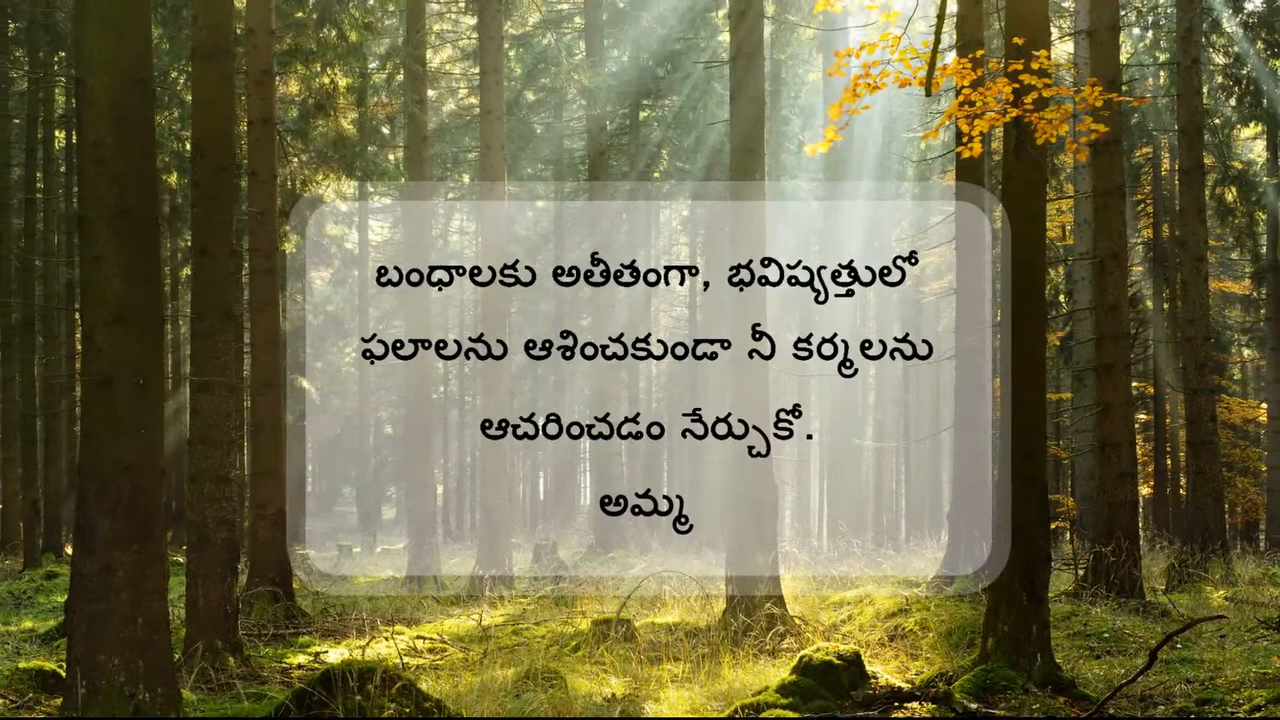 బంధాలకు అతీతంగా, భవిష్యత్తులో
ఫలాలను ఆశించకుండా నీ కర్మలను
ఆచరించడం నేర్చుకో.
అమ్మ